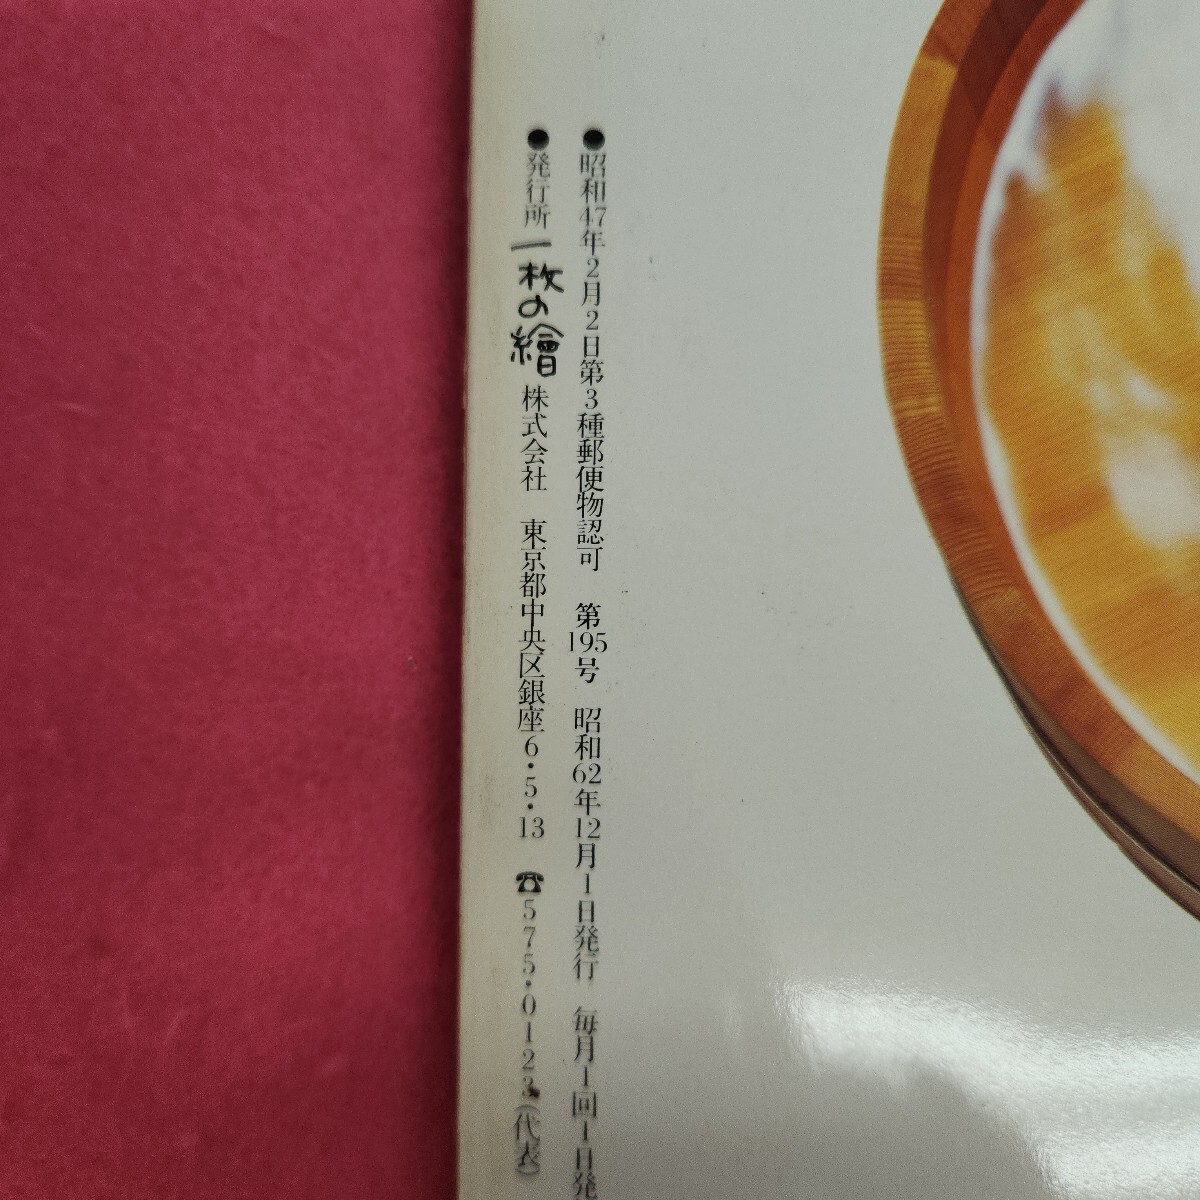 ●昭和47年2月2日第3種郵便物認可 第195号 昭和62年12月1日発行 毎月1回1日発
●発行所 一枚の繪 株式会社 東京都中央区銀座6・5・13 ☎575・0123(代表)